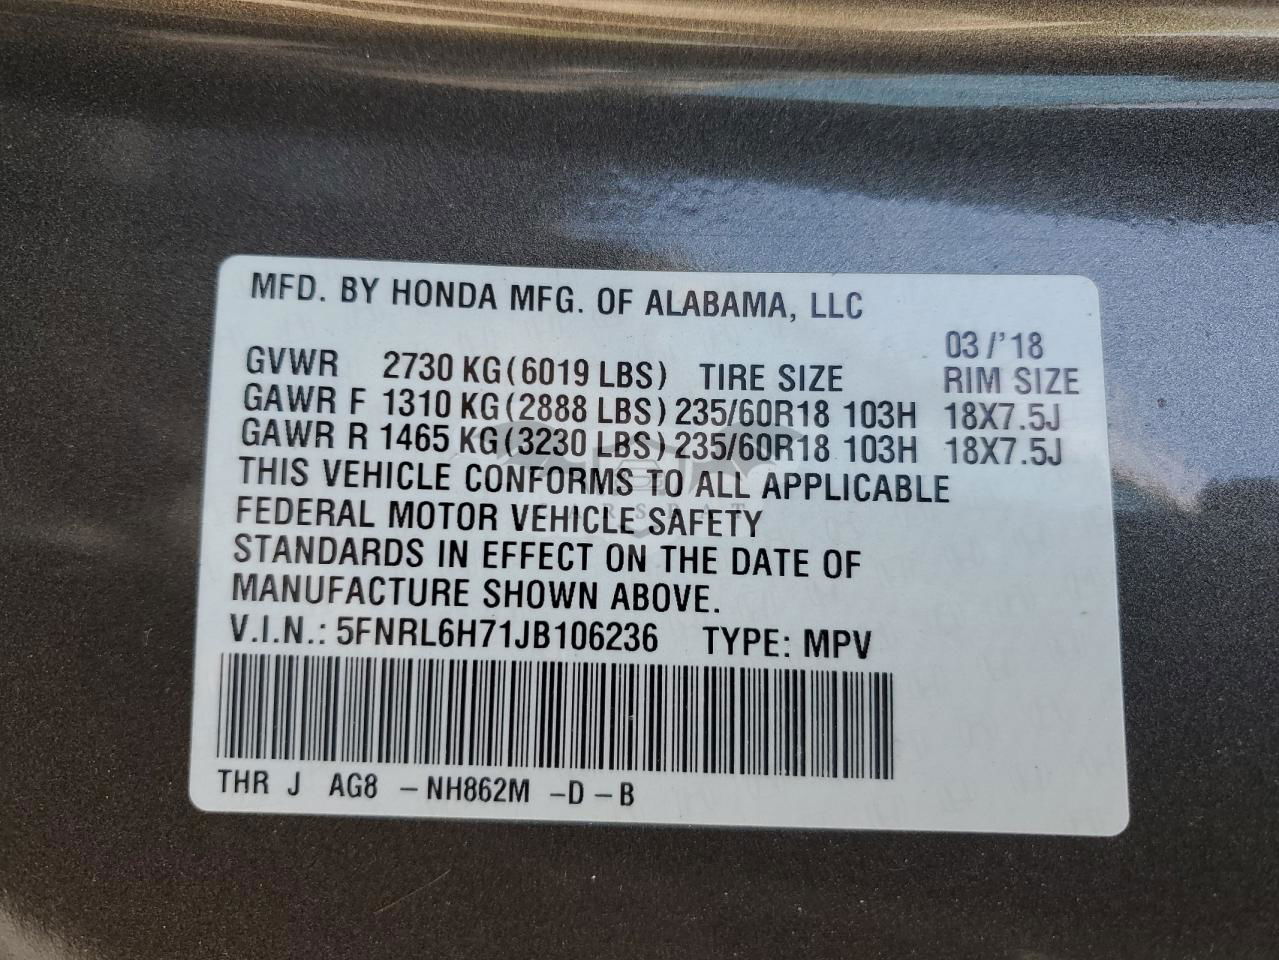 MFD. BY HONDA MFG. OF ALABAMA, LLC
03/'18
GVWR 2730 KG(6019 LBS) TIRE SIZE RIM SIZE
GAWR F 1310 KG(2888 LBS) 235/60R18 103H 18X7.5J
GAWR R 1465 KG(3230 LBS) 235/60R18 103H 18X7.5J
THIS VEHICLE CONFORMS TO ALL APPLICABLE
FEDERAL MOTOR VEHICLE SAFETY
STANDARDS IN EFFECT ON THE DATE OF
MANUFACTURE SHOWN ABOVE.
V.I.N.: 5FNRL6H71JB106236 TYPE: MPV
THR J AG8 -NH862M -D-B